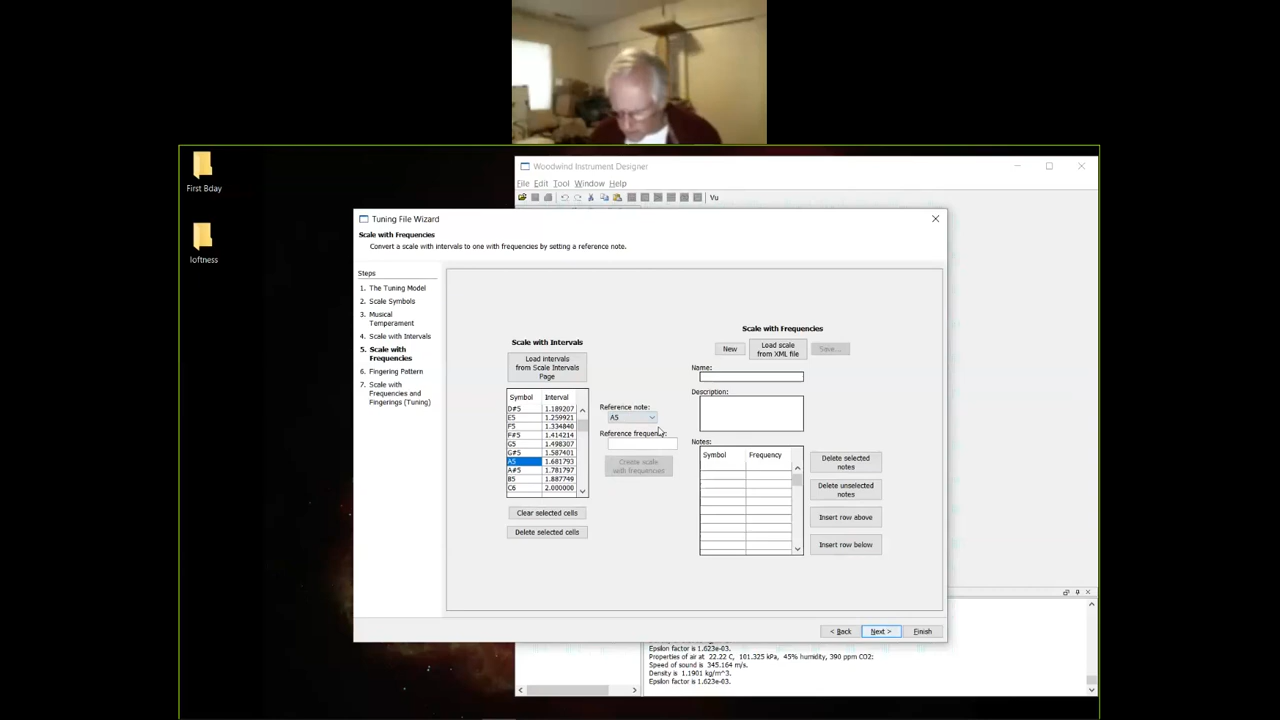 First Bday
loftness
Woodwind Instrument Designer
File Edit Tool Window Help
Vu
Tuning File Wizard
Scale with Frequencies
Convert a scale with intervals to one with frequencies by setting a reference note.
Steps
1. The Tuning Model
2. Scale Symbols
3. Musical
Temperament
4. Scale with Intervals
5. Scale with
Frequencies
6. Fingering Pattern
7. Scale with
Frequencies and
Fingerings (Tuning)
Scale with Intervals
Load intervals
from Scale Intervals
Page
Symbol Interval
D#5 1.189207
E5 1.259921
F5 1.334840
F#5 1.414214
G5 1.498307
G#5 1.587401
A5 1.681793
A#5 1.781797
B5 1.887749
C6 2.000000
Clear selected cells
Delete selected cells
Reference note:
A5
Reference frequency:
Create scale
with frequencies
Scale with Frequencies
New
Load scale
from XML file
Save...
Name:
Description:
Notes:
Symbol Frequency
Delete selected
notes
Delete unselected
notes
Insert row above
Insert row below
< Back Next > Finish
Epsilon factor is 1.623e-03.
Properties of air at 22.22 C, 101.325 kPa, 45% humidity, 390 ppm CO2:
Speed of sound is 345.164 m/s.
Density is 1.1901 kg/m^3.
Epsilon factor is 1.623e-03.